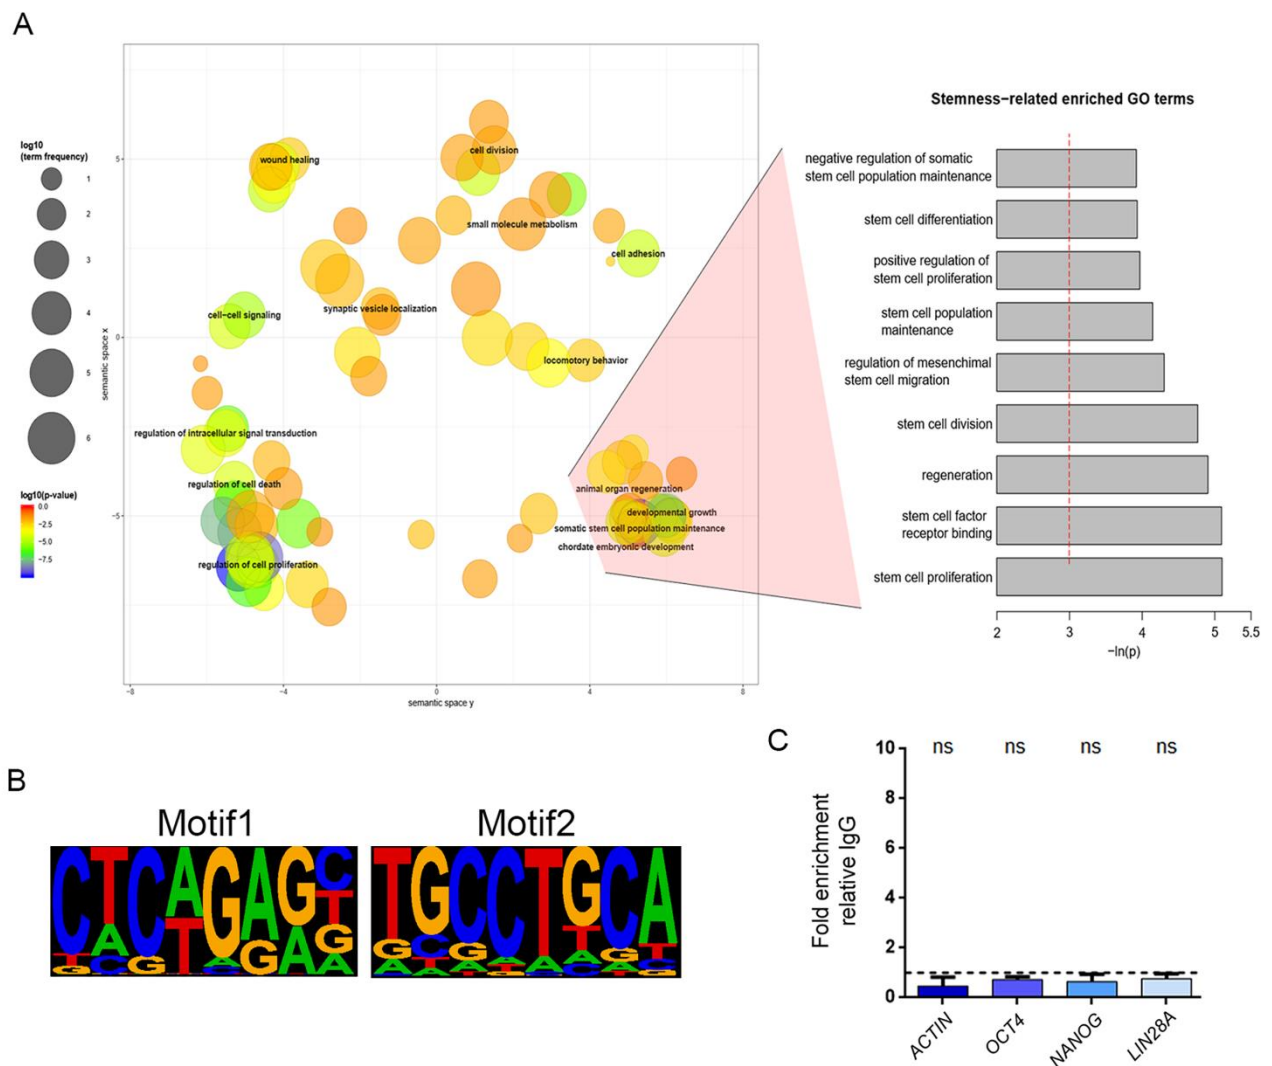 A
log10
(term frequency)
1
2
3
4
5
6
log10(p-value)
0.0
-2.5
-5.0
-7.5
semantic space x
5
0
-5
wound healing
cell division
small molecule metabolism
cell adhesion
synaptic vesicle localization
cell-cell signaling
locomotory behavior
regulation of intracellular signal transduction
regulation of cell death
animal organ regeneration
developmental growth
somatic stem cell population maintenance
chordate embryonic development
regulation of cell proliferation
-8
-4
0
4
8
semantic space y
Stemness-related enriched GO terms
negative regulation of somatic
stem cell population maintenance
stem cell differentiation
positive regulation of
stem cell proliferation
stem cell population
maintenance
regulation of mesenchimal
stem cell migration
stem cell division
regeneration
stem cell factor
receptor binding
stem cell proliferation
2
3
4
5
5.5
-ln(p)
B
Motif1
Motif2
CTCAGAGC
TGCCTGCA
C
Fold enrichment
relative IgG
10
8
6
4
2
0
ns
ns
ns
ns
ACTIN
OCT4
NANOG
LIN28A